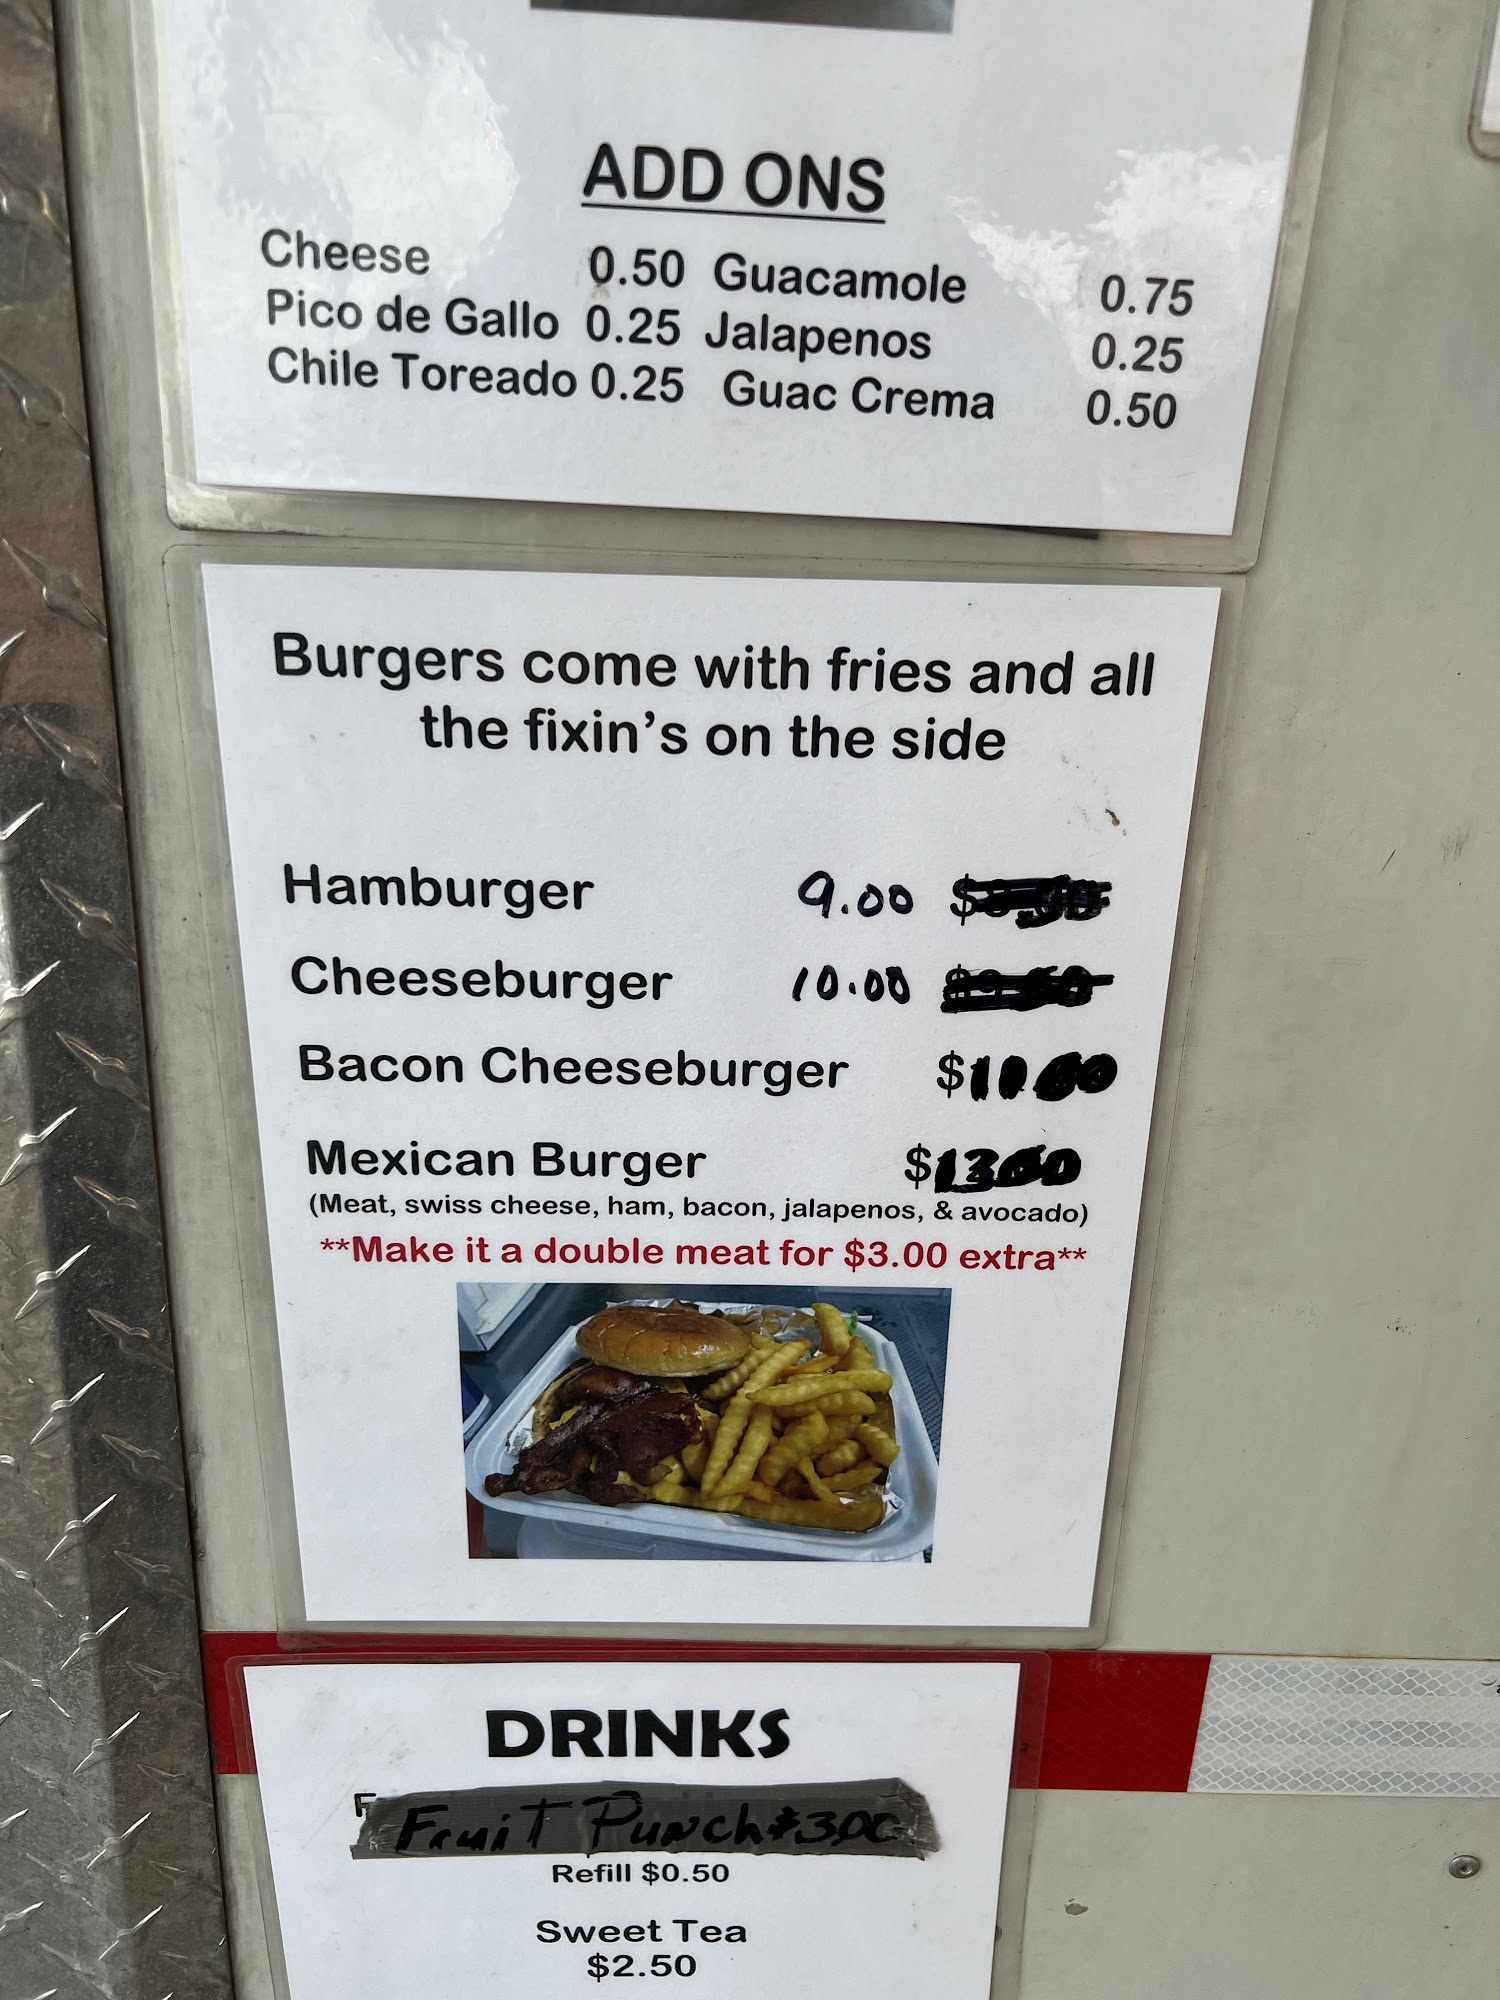 ADD ONS
Cheese 0.50 Guacamole 0.75
Pico de Gallo 0.25 Jalapenos 0.25
Chile Toreado 0.25 Guac Crema 0.50
Burgers come with fries and all
the fixin's on the side
Hamburger 9.00
Cheeseburger 10.00
Bacon Cheeseburger $11.00
Mexican Burger $13.00
(Meat, swiss cheese, ham, bacon, jalapenos, & avocado)
**Make it a double meat for $3.00 extra**
DRINKS
Fruit Punch $3.00
Refill $0.50
Sweet Tea
$2.50